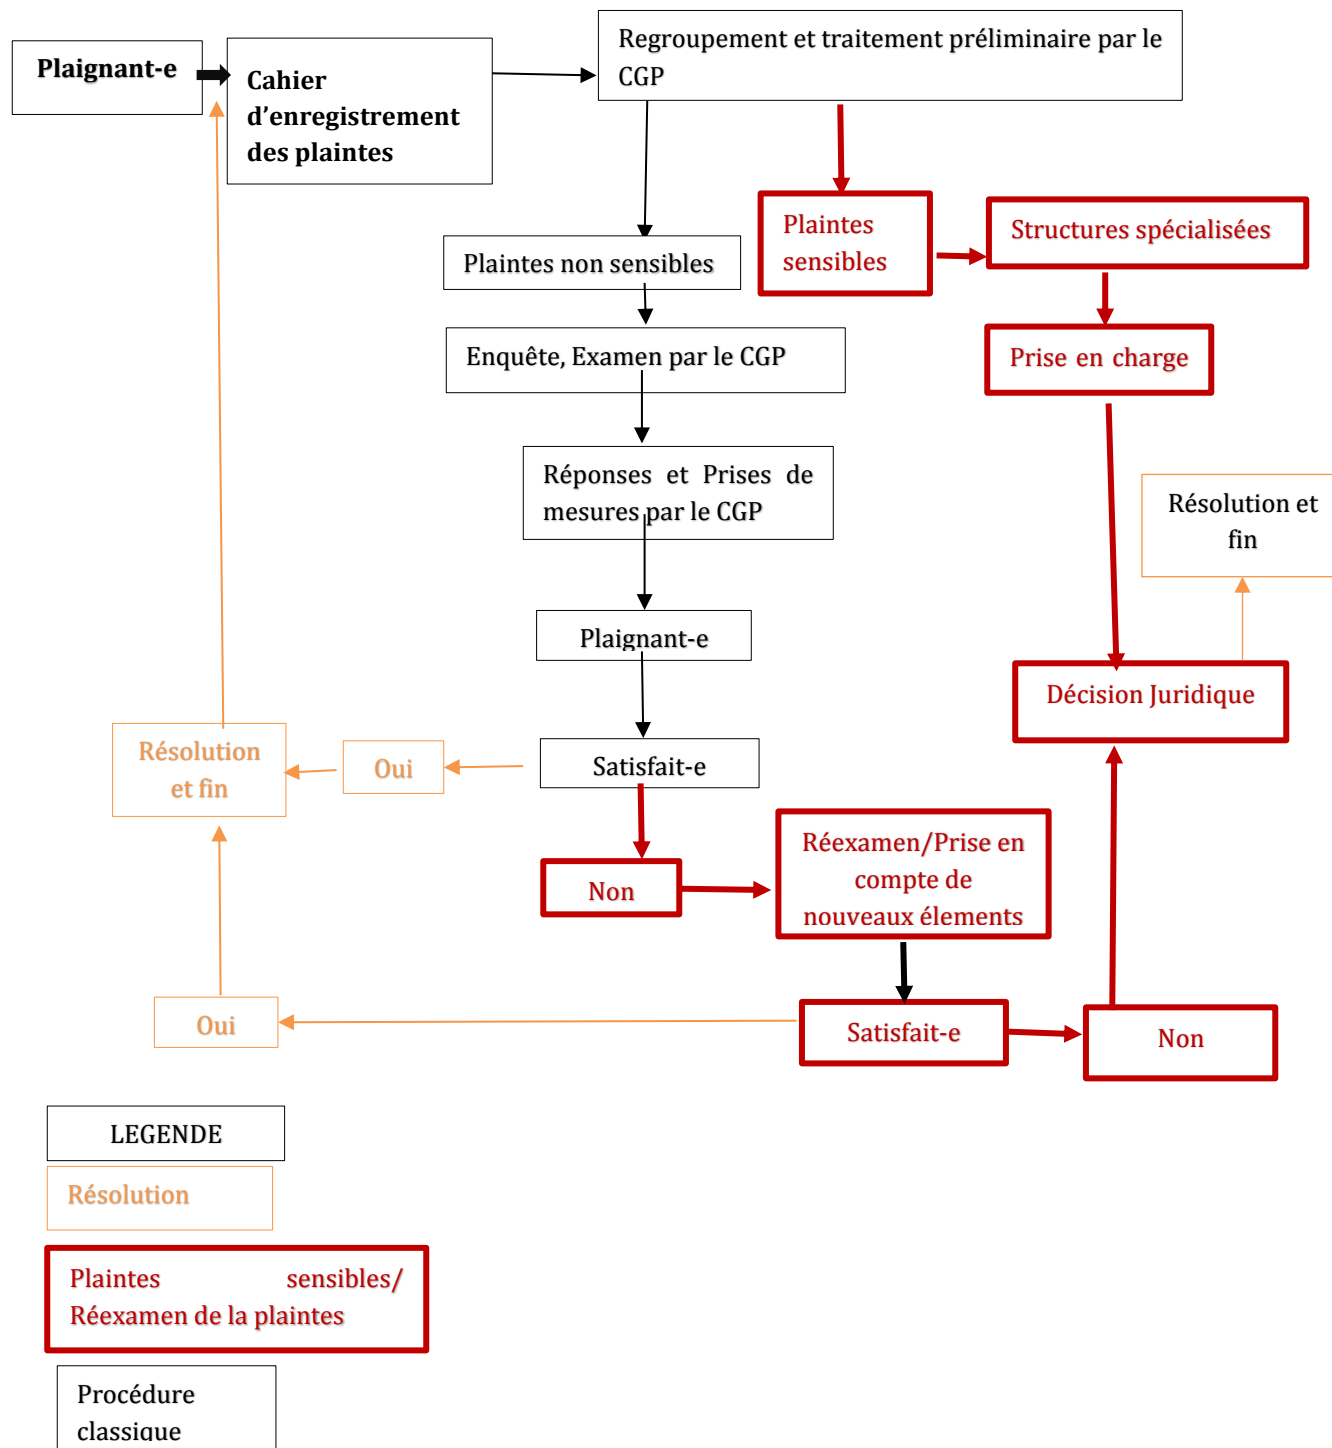 Plaignant-e
Cahier
d’enregistrement
des plaintes
Regroupement et traitement préliminaire par le
CGP
Plaintes
sensibles
Structures spécialisées
Plaintes non sensibles
Enquête, Examen par le CGP
Prise en charge
Réponses et Prises de
mesures par le CGP
Résolution et
fin
Plaignant-e
Décision Juridique
Satisfait-e
Oui
Résolution
et fin
Non
Réexamen/Prise en
compte de
nouveaux élements
Oui
Satisfait-e
Non
LEGENDE
Résolution
Plaintes sensibles/
Réexamen de la plaintes
Procédure
classique